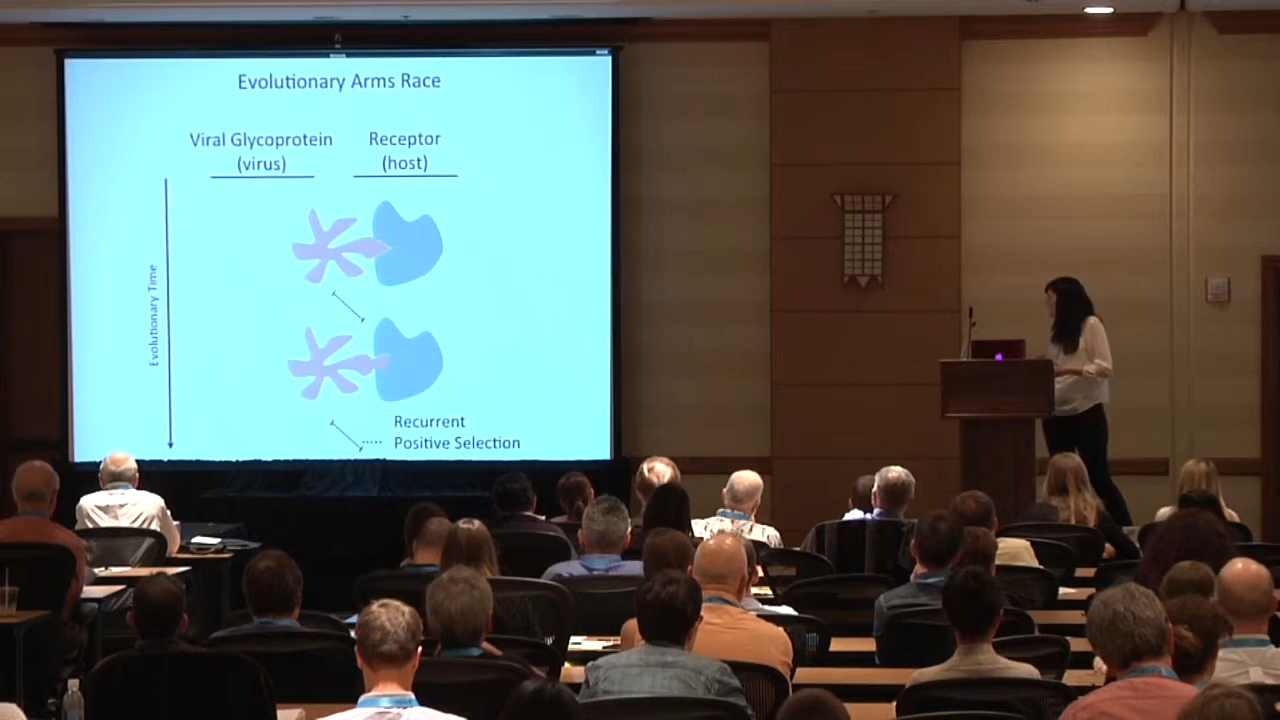 Evolutionary Arms Race
Viral Glycoprotein
(virus)
Receptor
(host)
Evolutionary Time
Recurrent
Positive Selection